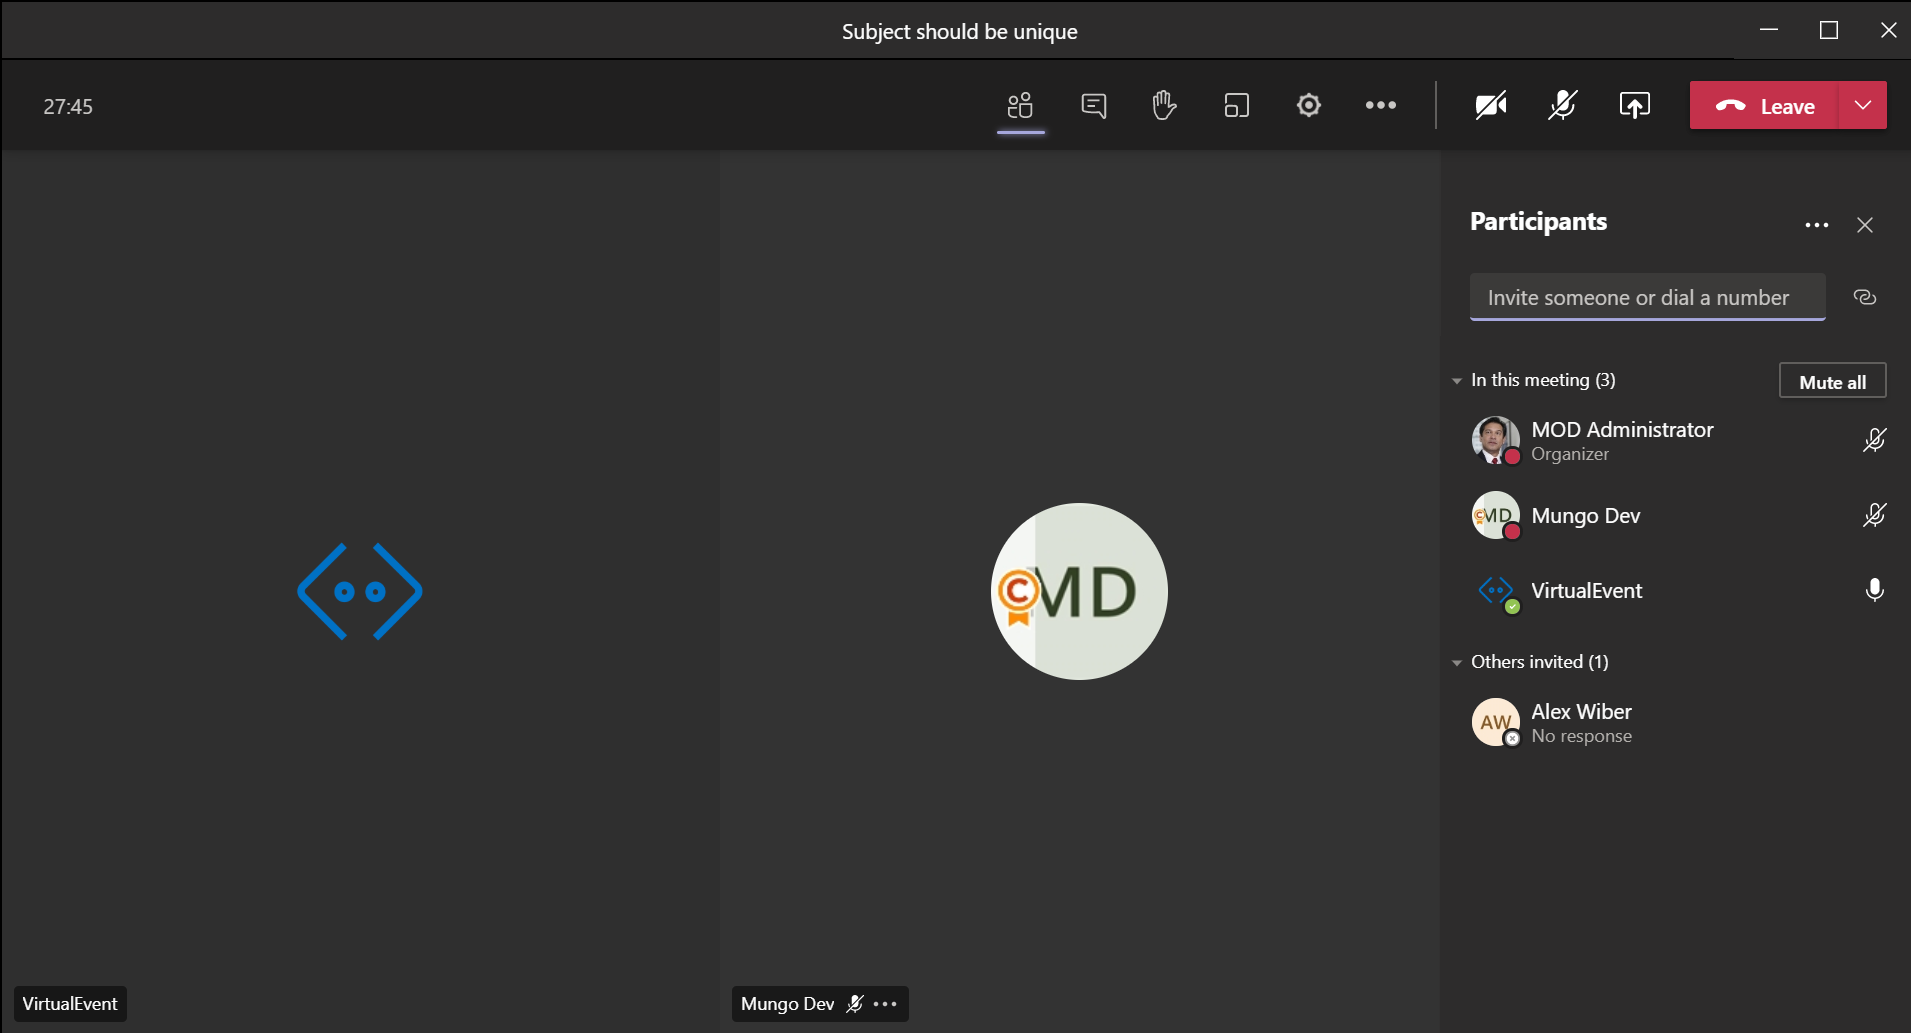 Subject should be unique
27:45
Leave
Participants
Invite someone or dial a number
In this meeting (3)
Mute all
MOD Administrator
Organizer
MD
C
Mungo Dev
C
MD
VirtualEvent
Others invited (1)
AW
Alex Wiber
No response
VirtualEvent
Mungo Dev